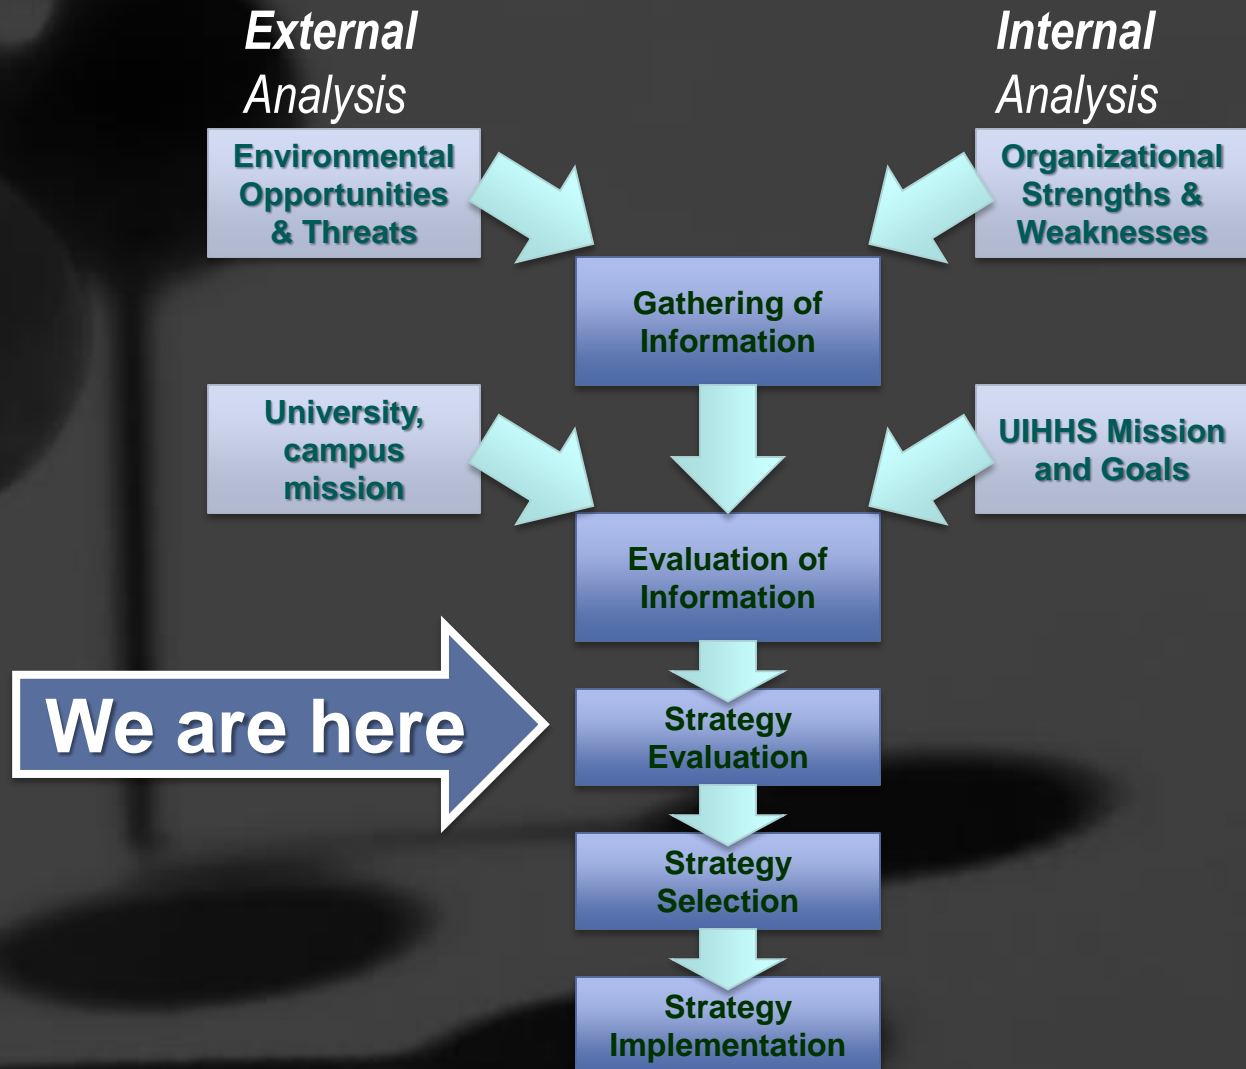 External
Analysis
Internal
Analysis
Environmental
Opportunities
& Threats
Organizational
Strengths &
Weaknesses
Gathering of
Information
University,
campus
mission
UIHHS Mission
and Goals
Evaluation of
Information
We are here
Strategy
Evaluation
Strategy
Selection
Strategy
Implementation